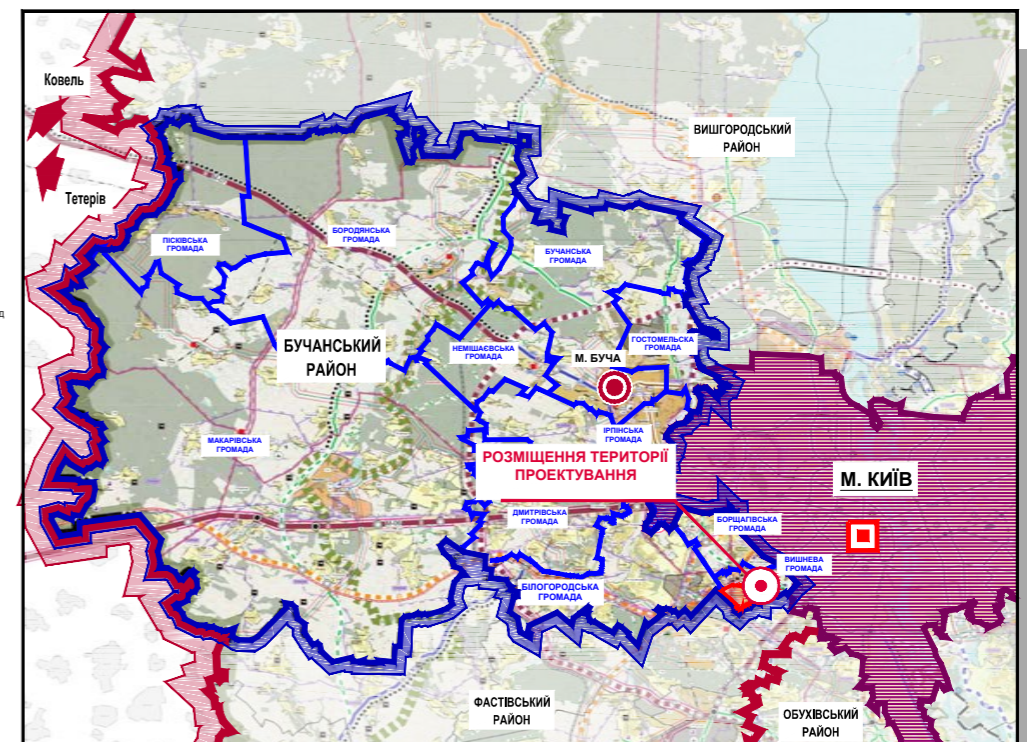 Ковель
ВИШГОРОДСЬКИЙ
РАЙОН
Тетерів
ПІСКІВСЬКА
ГРОМАДА
БОРОДЯНСЬКА
ГРОМАДА
БУЧАНСЬКА
ГРОМАДА
БУЧАНСЬКИЙ
РАЙОН
НЕМІШАЄВСЬКА
ГРОМАДА
М. БУЧА
ГОСТОМЕЛЬСКА
ГРОМАДА
МАКАРІВСЬКА
ГРОМАДА
ІРПІНСЬКА
ГРОМАДА
РОЗМІЩЕННЯ ТЕРИТОРІЇ
ПРОЕКТУВАННЯ
М. КИЇВ
ДМИТРІВСЬКА
ГРОМАДА
БОРЩАГІВСЬКА
ГРОМАДА
ВИШНЕВА
ГРОМАДА
БІЛОГОРОДСЬКА
ГРОМАДА
ФАСТІВСЬКИЙ
РАЙОН
ОБУХІВСЬКИЙ
РАЙОН